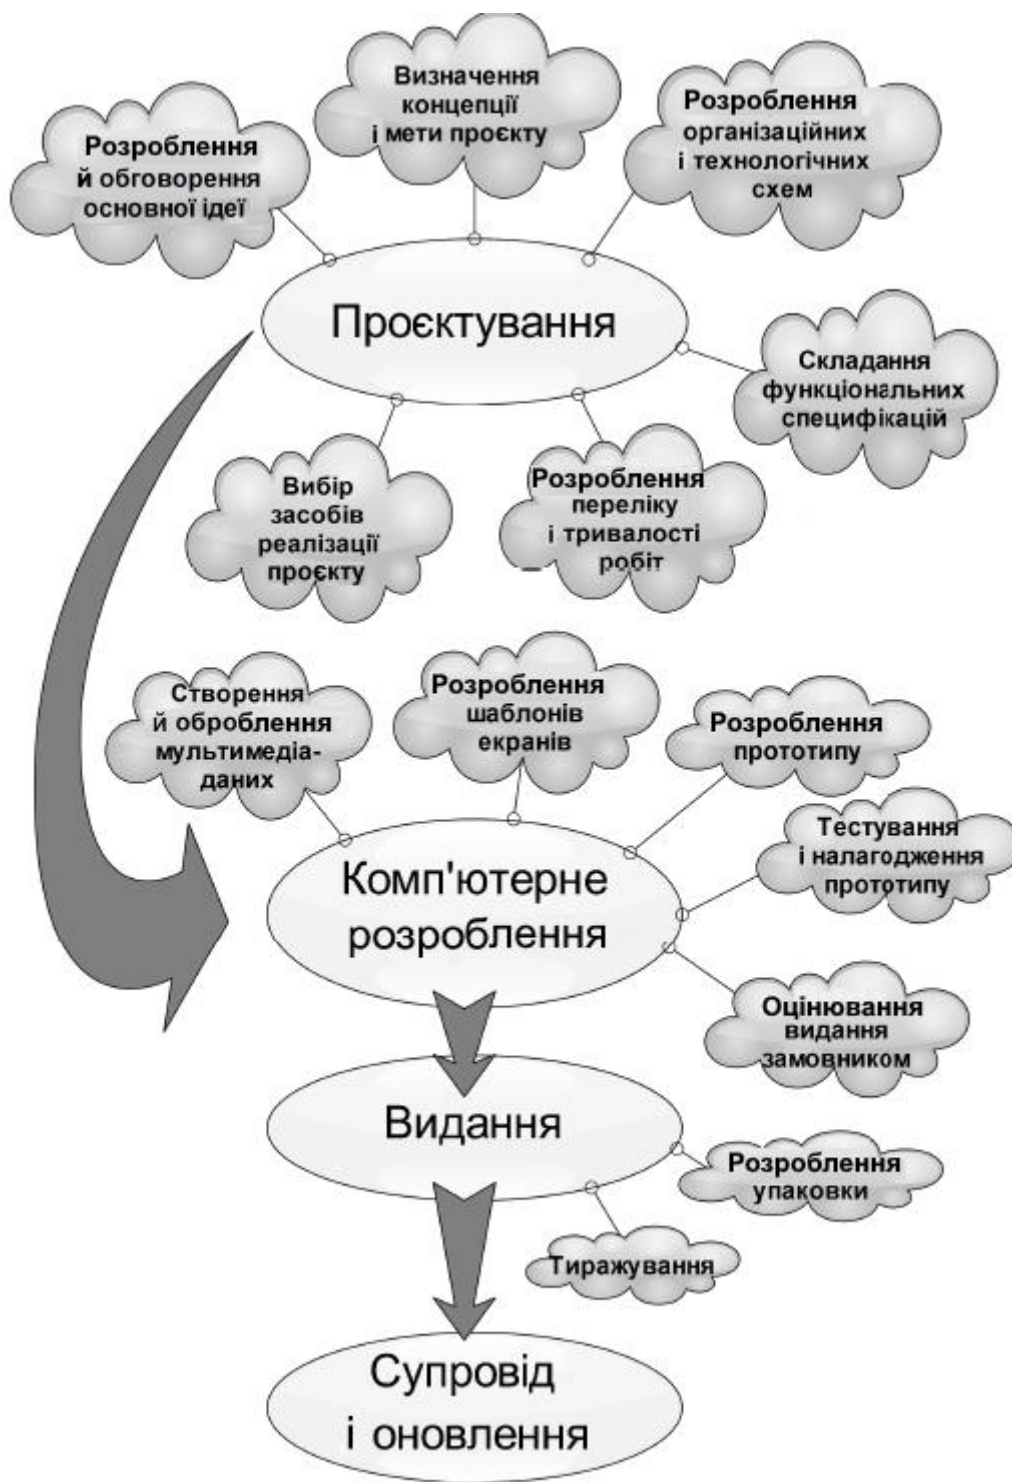 Визначення
концепції
і мети проєкту
Розроблення
й обговорення
основної ідеї
Розроблення
організаційних
і технологічних
схем
Проєктування
Складання
функціональних
специфікацій
Вибір
засобів
реалізації
проєкту
Розроблення
переліку
і тривалості
робіт
Створення
й оброблення
мультимедіа-
даних
Розроблення
шаблонів
екранів
Розроблення
прототипу
Тестування
і налагодження
прототипу
Комп'ютерне
розроблення
Оцінювання
видання
замовником
Видання
Розроблення
упаковки
Тиражування
Супровід
і оновлення